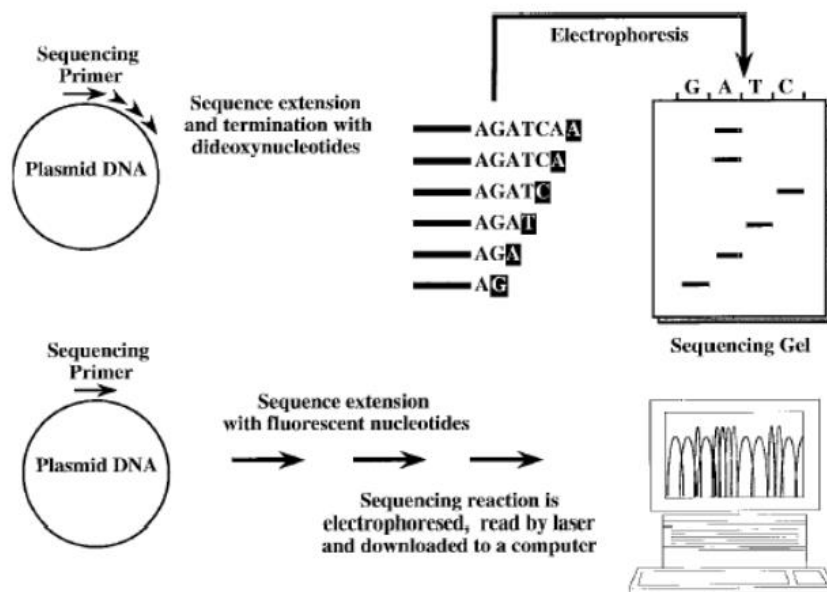 Electrophoresis
Sequencing
Primer
Plasmid DNA
Sequence extension
and termination with
dideoxynucleotides
AGATCAA
AGATCA
AGATC
AGAT
AGA
AG
G A T C
Sequencing Gel
Sequencing
Primer
Plasmid DNA
Sequence extension
with fluorescent nucleotides
Sequencing reaction is
electrophoresed, read by laser
and downloaded to a computer